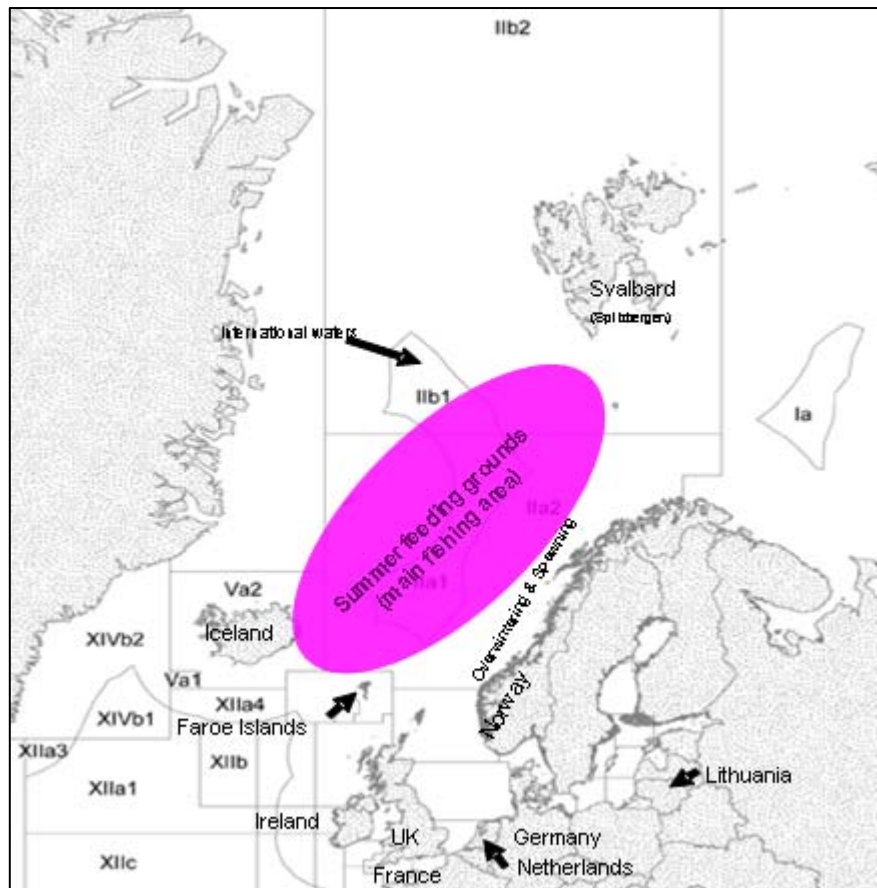 IIb2
Svalbard
(Spitsbergen)
International waters
IIb1
Ia
Summer feeding grounds
(main fishing area)
IIa2
IIa1
Overwintering & Spawning
Va2
Iceland
XIVb2
Va1
XIIa4
Norway
XIVb1
Faroe Islands
XIIa3
XIIb
Lithuania
XIIa1
Ireland
UK
Germany
Netherlands
XIIc
France